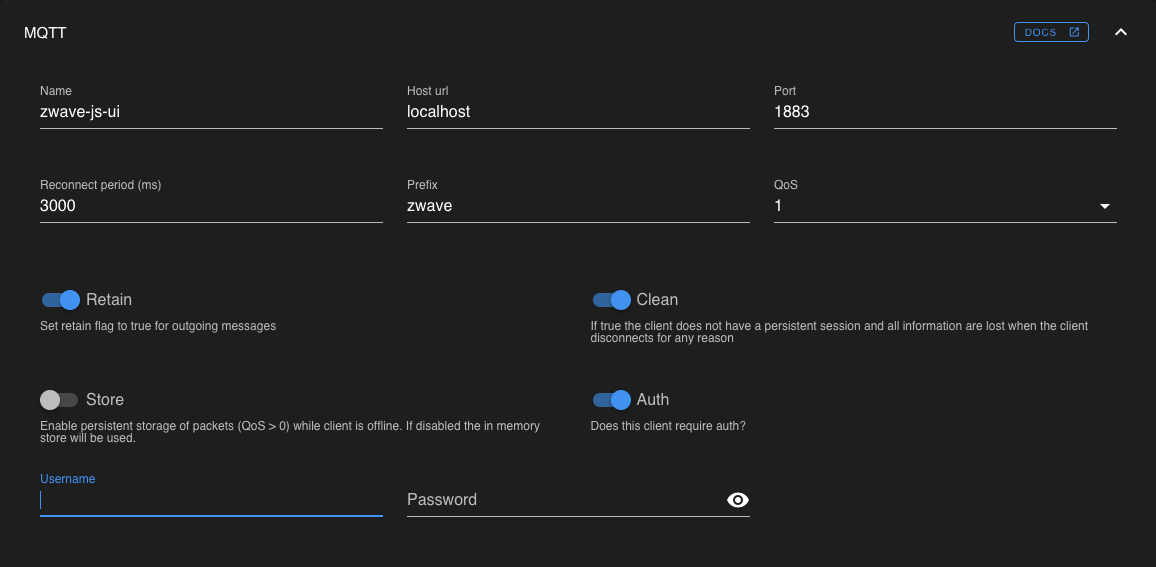 MQTT
DOCS
Name
zwave-js-ui
Host url
localhost
Port
1883
Reconnect period (ms)
3000
Prefix
zwave
QoS
1
Retain
Set retain flag to true for outgoing messages
Clean
If true the client does not have a persistent session and all information are lost when the client
disconnects for any reason
Store
Enable persistent storage of packets (QoS > 0) while client is offline. If disabled the in memory
store will be used.
Auth
Does this client require auth?
Username
Password